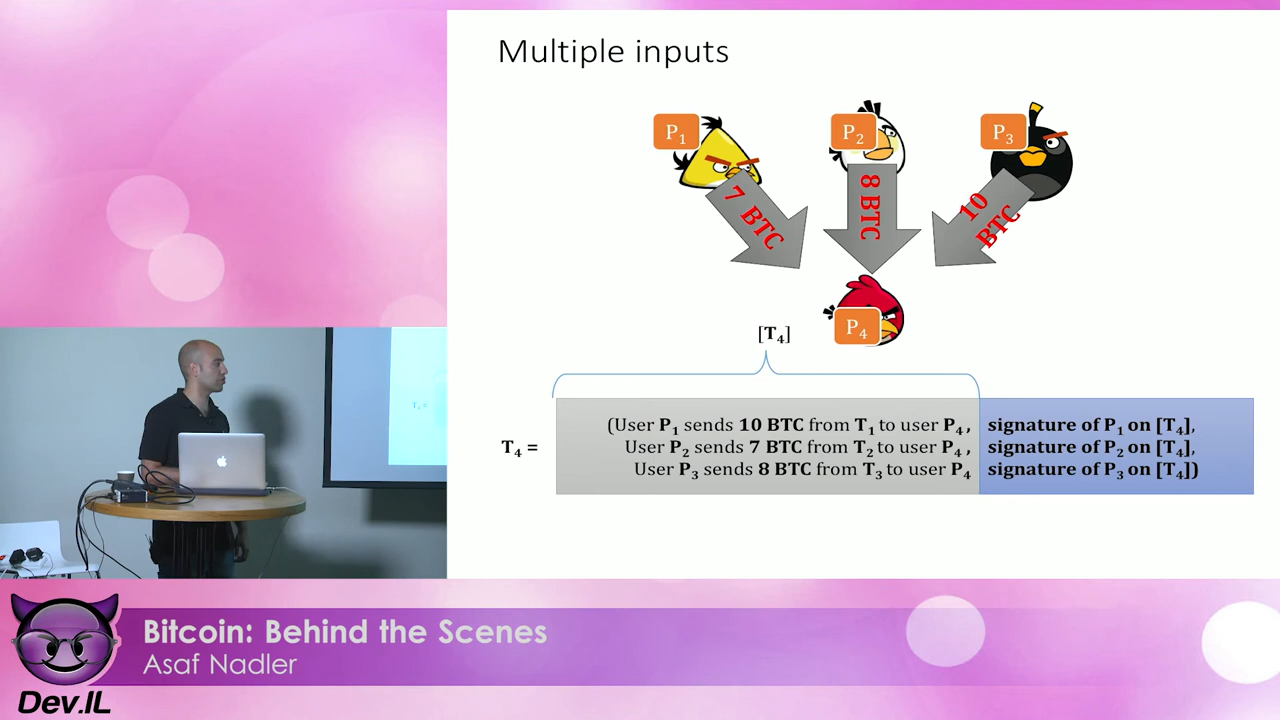 Multiple inputs
P₁
P₂
P₃
7 BTC
8 BTC
10 BTC
P₄
[T₄]
T₄ =
(User P₁ sends 10 BTC from T₁ to user P₄, signature of P₁ on [T₄],
User P₂ sends 7 BTC from T₂ to user P₄, signature of P₂ on [T₄],
User P₃ sends 8 BTC from T₃ to user P₄ signature of P₃ on [T₄])
Bitcoin: Behind the Scenes
Asaf Nadler
Dev.IL